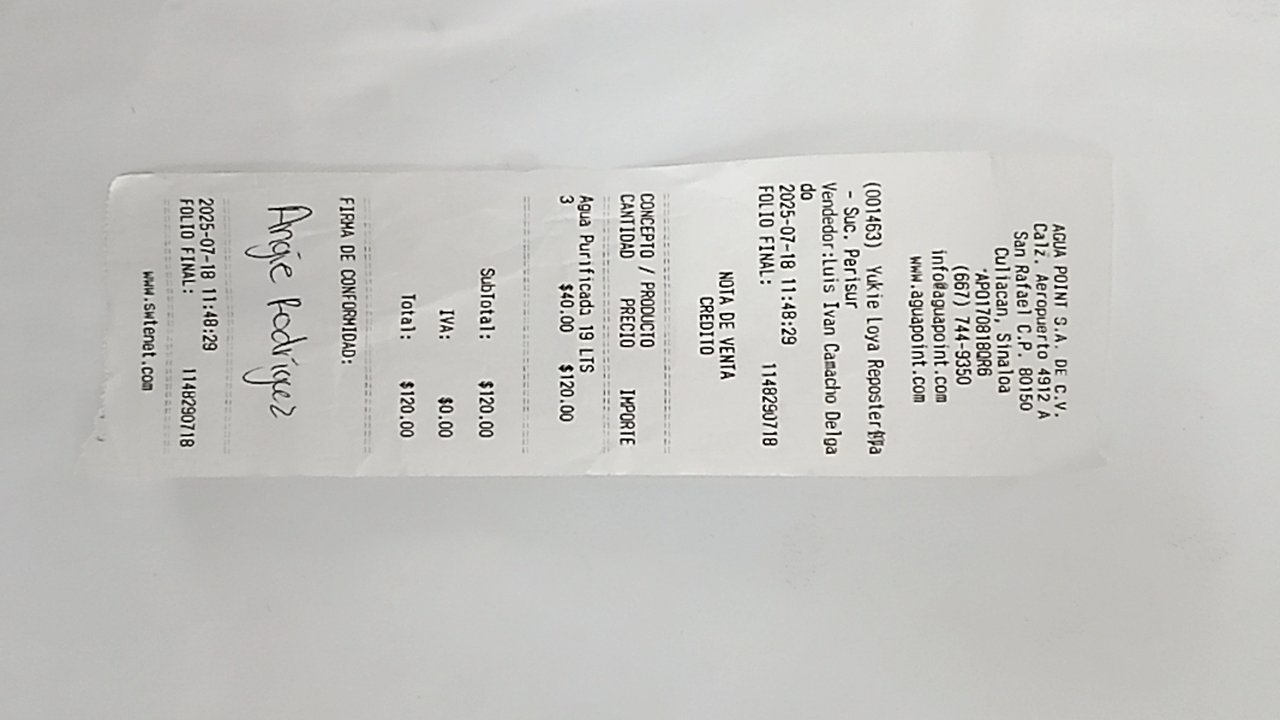 AGUA POINT S.A. DE C.V.
Calz. Aeropuerto 4912 A
San Rafael C.P. 80150
Culiacan, Sinaloa
*APO170818QR6
(667) 744-9350
info@aguapoint.com
www.aguapoint.com
(001463) Yukie Loya
- Suc. Perisur
Vendedor:Luis Ivan Camacho Delga
do
2025-07-18 11:48:29
FOLIO FINAL: 1148290718
NOTA DE VENTA
CREDITO
CONCEPTO / PRODUCTO
CANTIDAD PRECIO IMPORTE
Agua Purificada 19 LTS
3 $40.00 $120.00
SubTotal: $120.00
IVA: $0.00
Total: $120.00
FIRMA DE CONFORMIDAD:
Angie Rodríguez
2025-07-18 11:48:29
FOLIO FINAL: 1148290718
www.swtenet.com